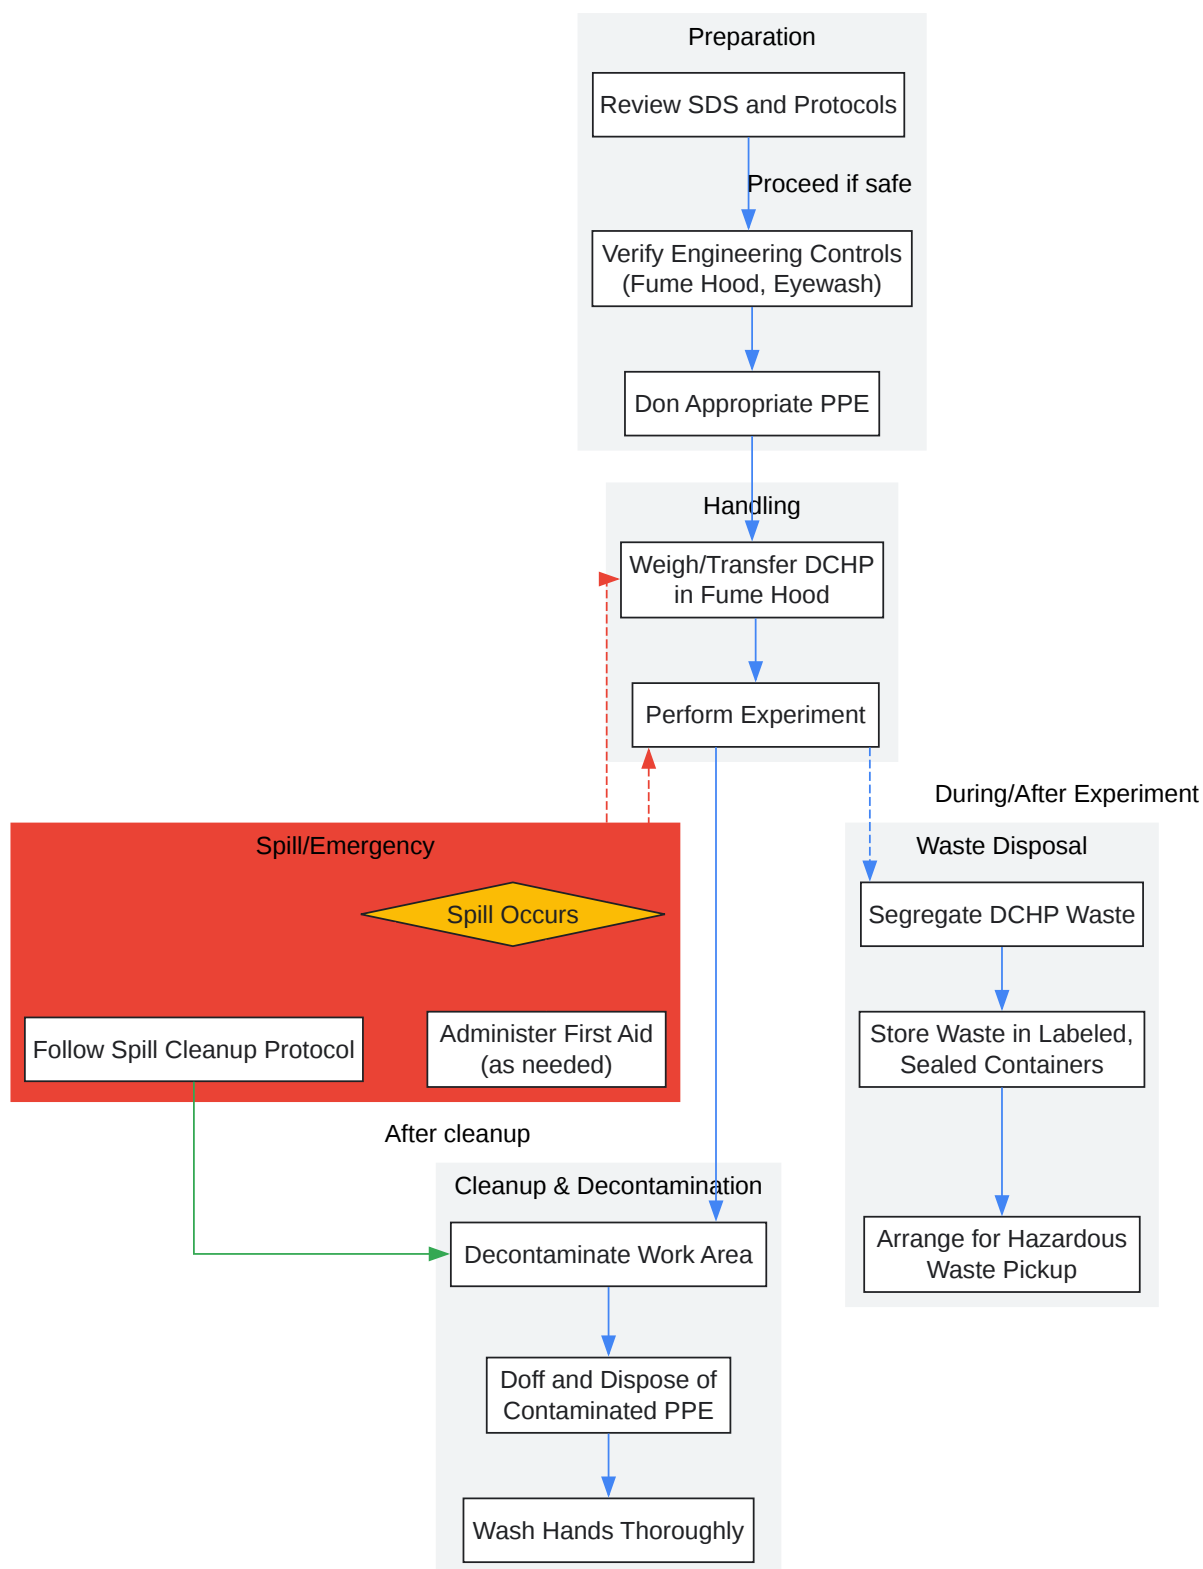 Preparation
Review SDS and Protocols
Proceed if safe
Verify Engineering Controls
(Fume Hood, Eyewash)
Don Appropriate PPE
Handling
Weigh/Transfer DCHP
in Fume Hood
Perform Experiment
During/After Experiment
Spill/Emergency
Spill Occurs
Follow Spill Cleanup Protocol
Administer First Aid
(as needed)
After cleanup
Waste Disposal
Segregate DCHP Waste
Store Waste in Labeled,
Sealed Containers
Arrange for Hazardous
Waste Pickup
Cleanup & Decontamination
Decontaminate Work Area
Doff and Dispose of
Contaminated PPE
Wash Hands Thoroughly